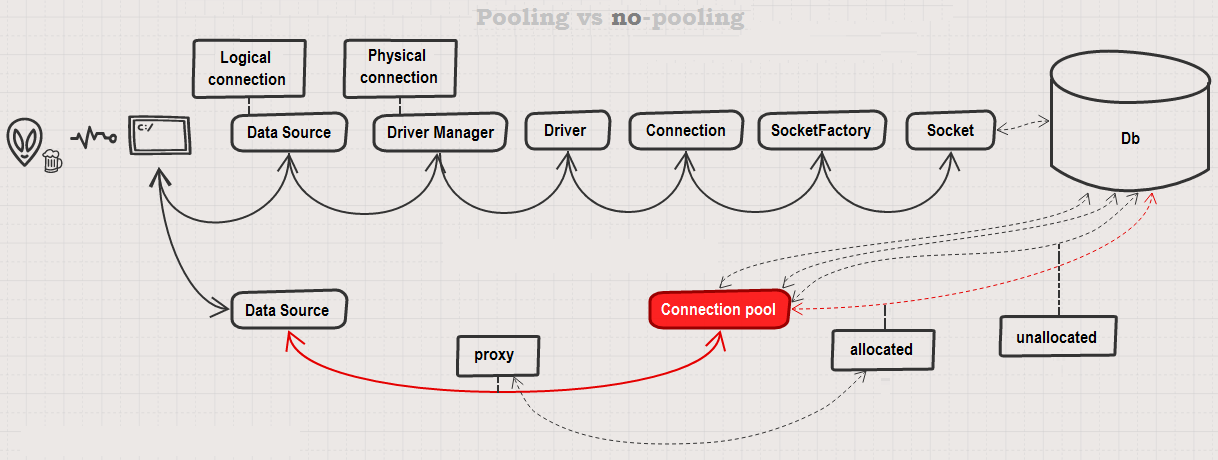 Pooling vs no-pooling
Logical
connection
Physical
connection
C:/
Data Source
Driver Manager
Driver
Connection
SocketFactory
Socket
Db
Data Source
Connection pool
proxy
allocated
unallocated